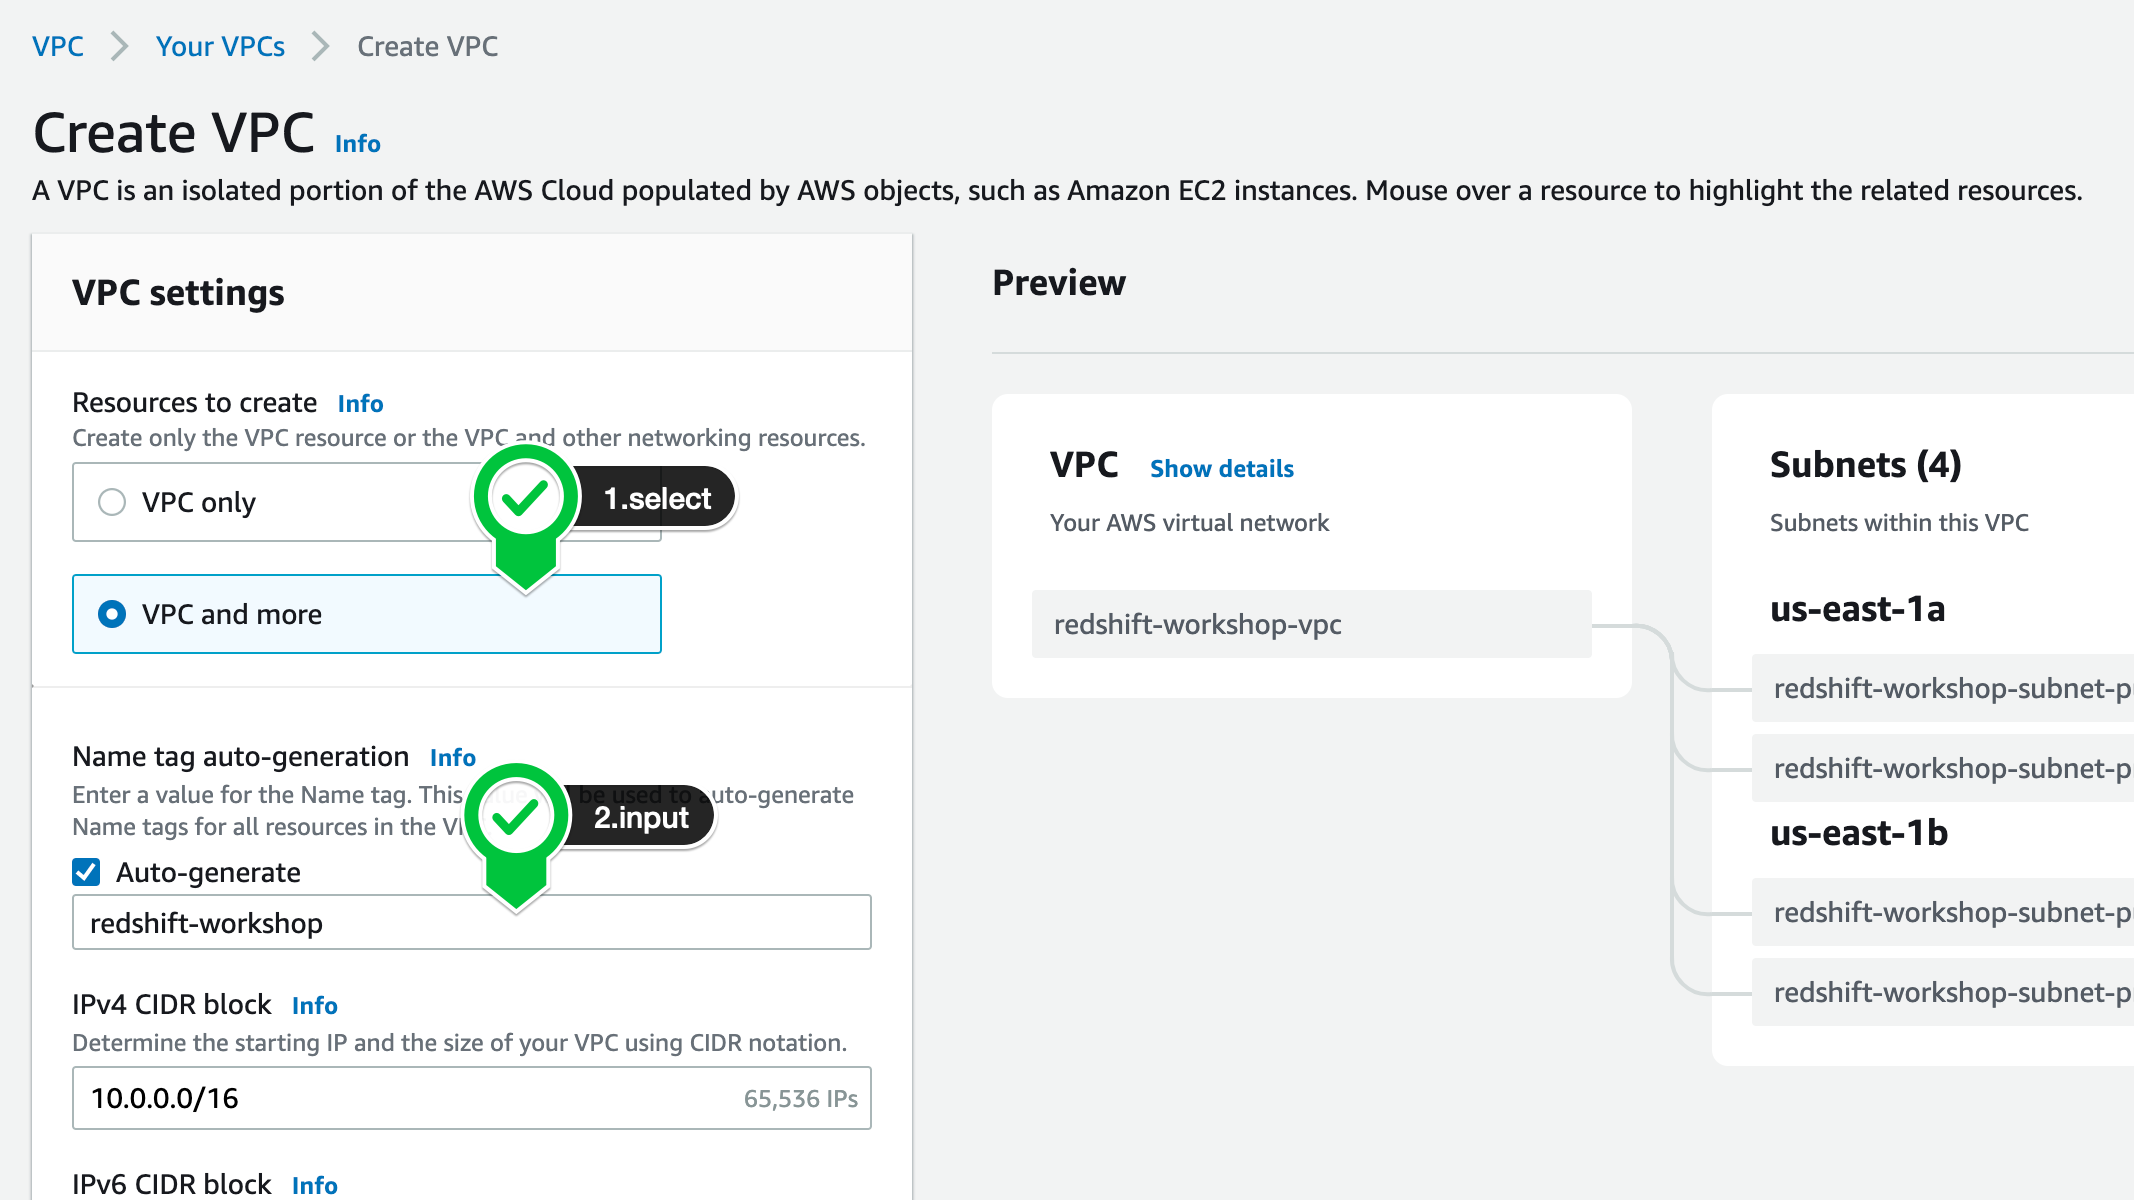 VPC > Your VPCs > Create VPC
Create VPC Info
A VPC is an isolated portion of the AWS Cloud populated by AWS objects, such as Amazon EC2 instances. Mouse over a resource to highlight the related resources.
VPC settings
Resources to create Info
Create only the VPC resource or the VPC and other networking resources.
VPC only
1.select
VPC and more
Name tag auto-generation Info
Enter a value for the Name tag. This value be used to auto-generate
Name tags for all resources in the
2.input
Auto-generate
redshift-workshop
IPv4 CIDR block Info
Determine the starting IP and the size of your VPC using CIDR notation.
10.0.0.0/16 65,536 IPs
IPv6 CIDR block Info
Preview
VPC Show details
Your AWS virtual network
redshift-workshop-vpc
Subnets (4)
Subnets within this VPC
us-east-1a
redshift-workshop-subnet-p
redshift-workshop-subnet-p
us-east-1b
redshift-workshop-subnet-p
redshift-workshop-subnet-p